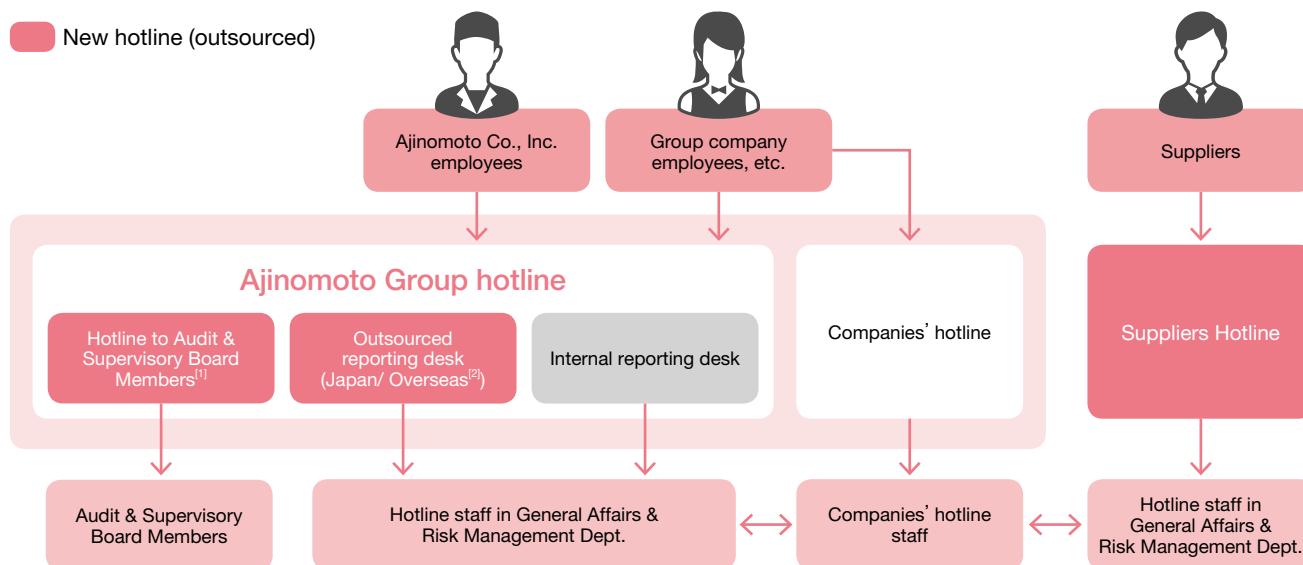 New hotline (outsourced)
Ajinomoto Co., Inc.
employees
Group company
employees, etc.
Suppliers
Ajinomoto Group hotline
Hotline to Audit &
Supervisory Board
Members[1]
Outsourced
reporting desk
(Japan/ Overseas[2])
Internal reporting desk
Companies’ hotline
Suppliers Hotline
Audit & Supervisory
Board Members
Hotline staff in General Affairs &
Risk Management Dept.
Companies’ hotline
staff
Hotline staff in
General Affairs &
Risk Management Dept.